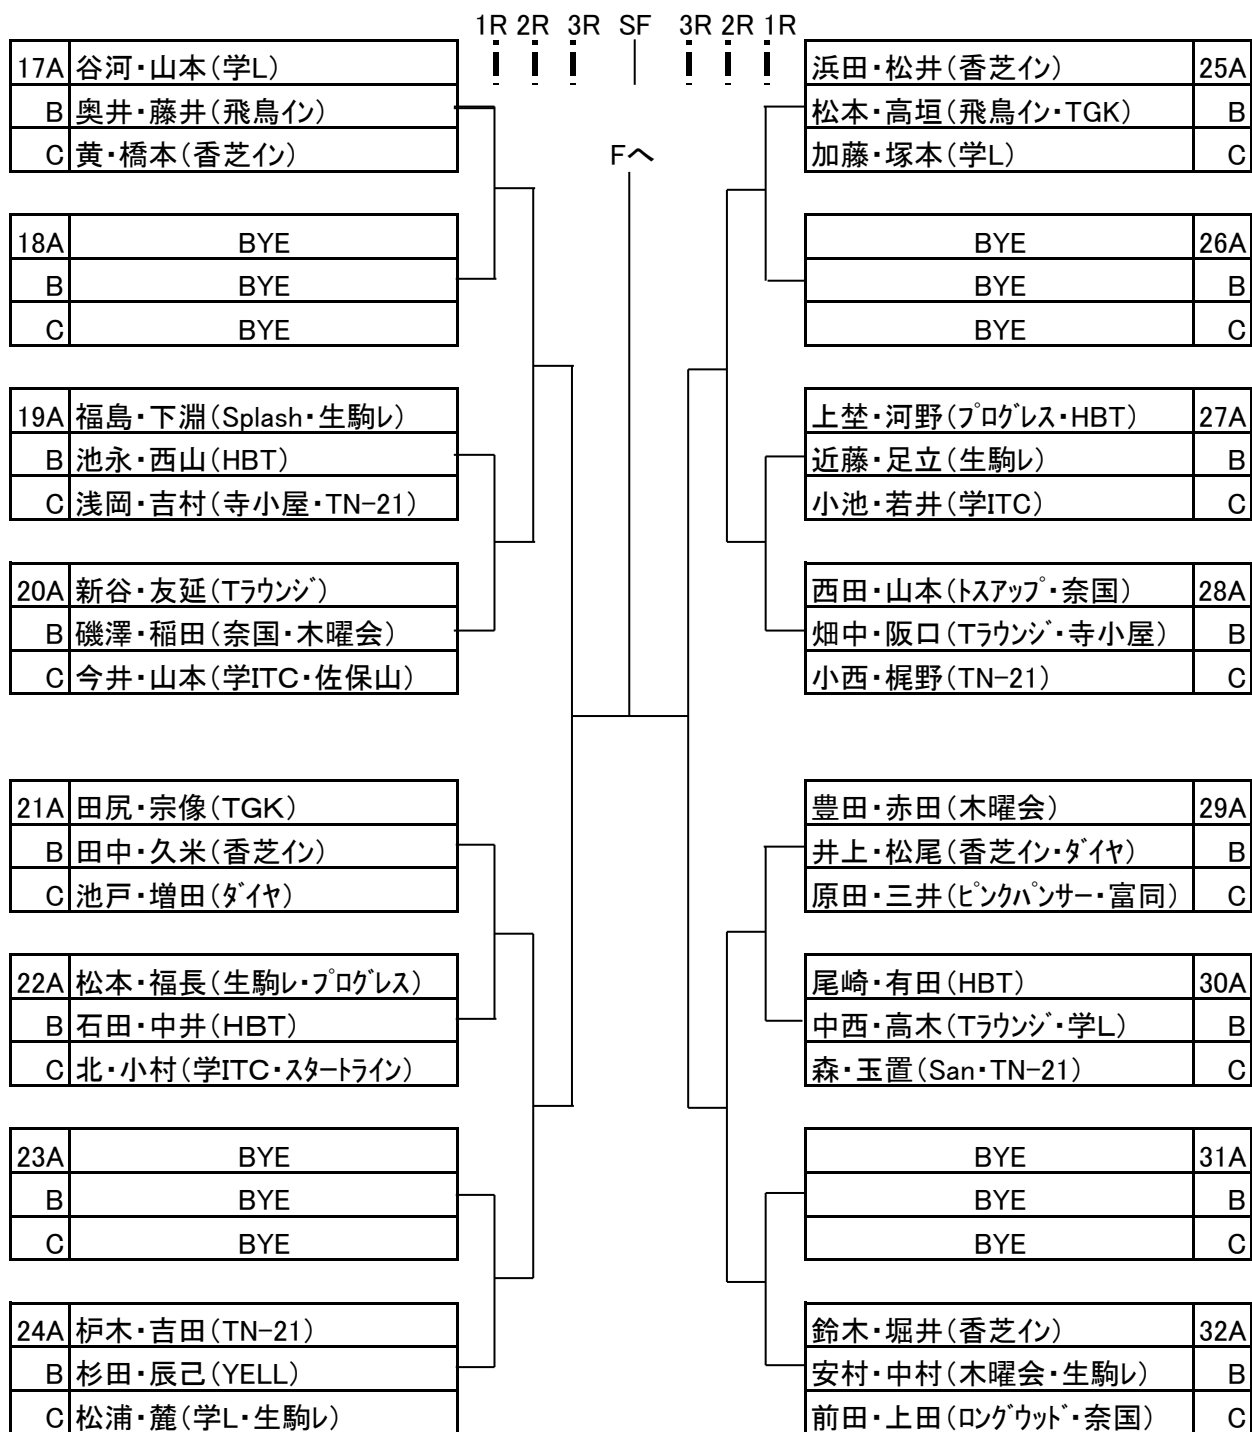 1R 2R 3R SF 3R 2R 1R
Fへ
17A 谷河・山本(学L)
B 奥井・藤井(飛鳥イン)
C 黄・橋本(香芝イン)
18A BYE
B BYE
C BYE
19A 福島・下淵(Splash・生駒レ)
B 池永・西山(HBT)
C 浅岡・吉村(寺小屋・TN-21)
20A 新谷・友延(Tラウンジ)
B 磯澤・稲田(奈国・木曜会)
C 今井・山本(学ITC・佐保山)
21A 田尻・宗像(TGK)
B 田中・久米(香芝イン)
C 池戸・増田(ダイヤ)
22A 松本・福長(生駒レ・プログレス)
B 石田・中井(HBT)
C 北・小村(学ITC・スタートライン)
23A BYE
B BYE
C BYE
24A 枦木・吉田(TN-21)
B 杉田・辰己(YELL)
C 松浦・麓(学L・生駒レ)
浜田・松井(香芝イン) 25A
松本・高垣(飛鳥イン・TGK) B
加藤・塚本(学L) C
BYE 26A
BYE B
BYE C
上埜・河野(プログレス・HBT) 27A
近藤・足立(生駒レ) B
小池・若井(学ITC) C
西田・山本(トスアップ・奈国) 28A
畑中・阪口(Tラウンジ・寺小屋) B
小西・梶野(TN-21) C
豊田・赤田(木曜会) 29A
井上・松尾(香芝イン・ダイヤ) B
原田・三井(ピンクパンサー・富同) C
尾崎・有田(HBT) 30A
中西・高木(Tラウンジ・学L) B
森・玉置(San・TN-21) C
BYE 31A
BYE B
BYE C
鈴木・堀井(香芝イン) 32A
安村・中村(木曜会・生駒レ) B
前田・上田(ロングウッド・奈国) C